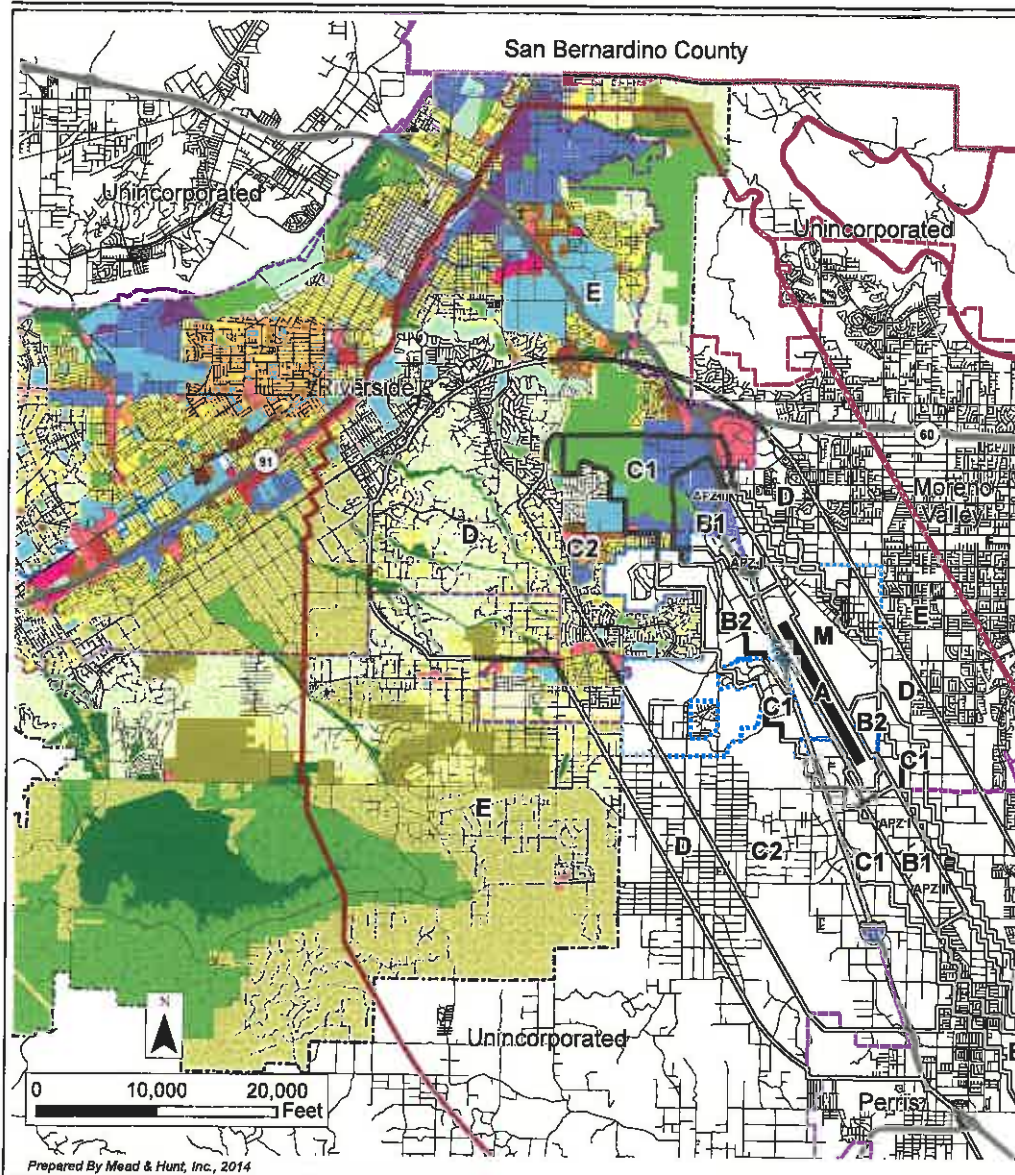 San Bernardino County
Unincorporated
Unincorporated
E
Riverside
60
91
C1
D
Moreno
Valley
APZ II
B1
D
C2
APZ I
E
B2
M
A
D
C1
B2
C1
E
APZ I
D
C2
C1
B1
APZ II
N
Unincorporated
0 10,000 20,000
Feet
Perris
E
Prepared By Mead & Hunt, Inc., 2014